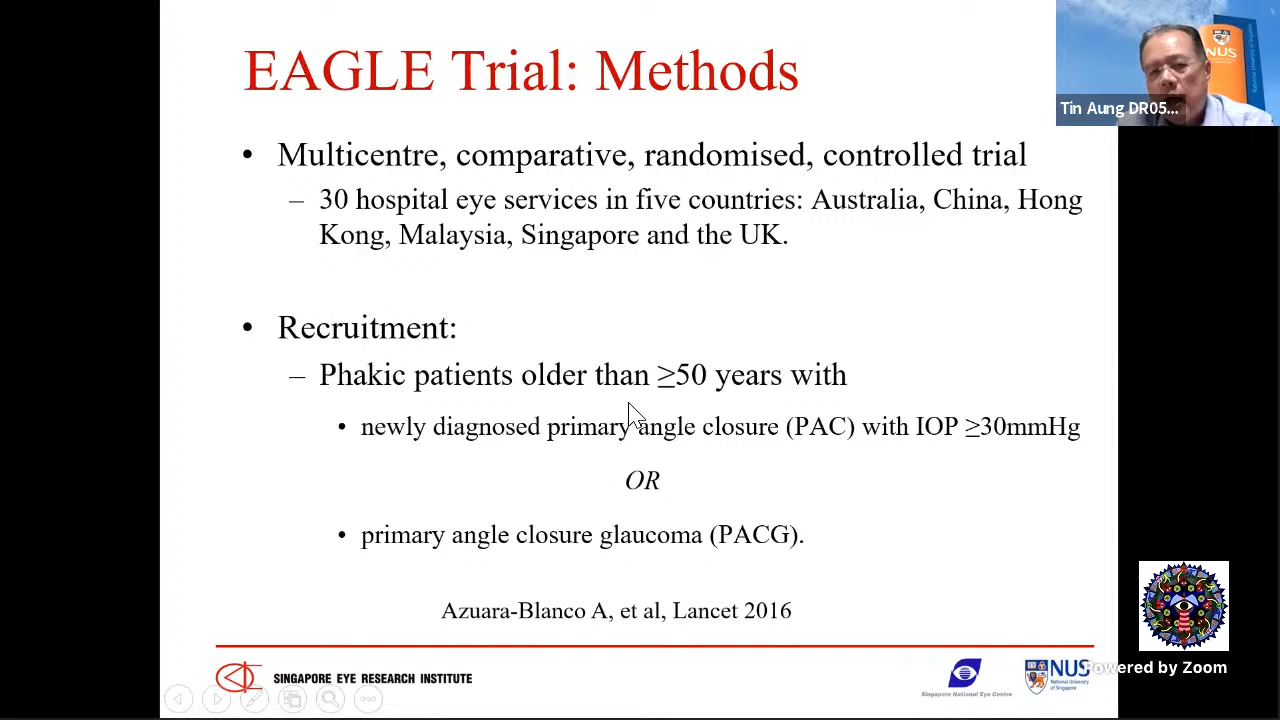 EAGLE Trial: Methods
NUS
Tin Aung DR05...
• Multicentre, comparative, randomised, controlled trial
– 30 hospital eye services in five countries: Australia, China, Hong
Kong, Malaysia, Singapore and the UK.
• Recruitment:
– Phakic patients older than ≥50 years with
• newly diagnosed primary angle closure (PAC) with IOP ≥30mmHg
OR
• primary angle closure glaucoma (PACG).
Azuara-Blanco A, et al, Lancet 2016
SINGAPORE EYE RESEARCH INSTITUTE
Singapore National Eye Centre
NUS
National University
of Singapore
Powered by Zoom